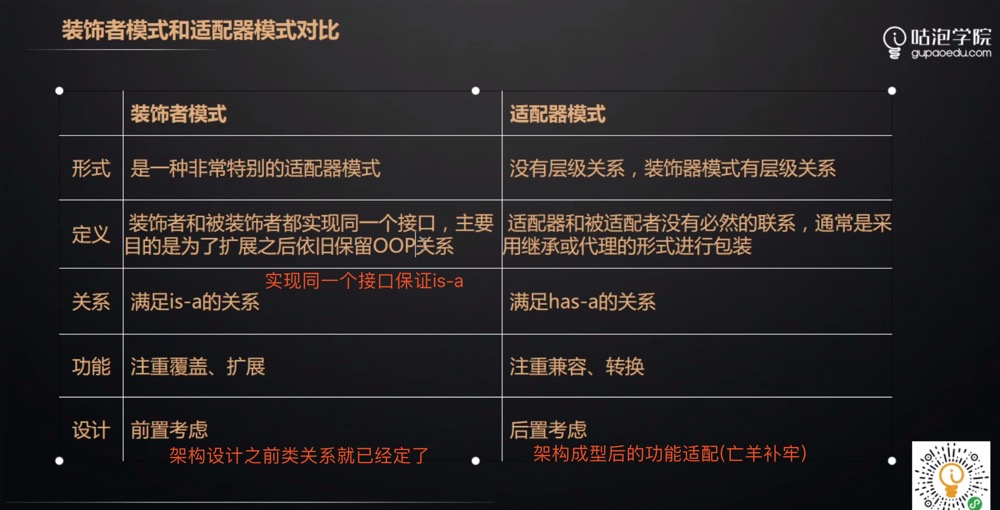 装饰者模式和适配器模式对比
咕泡学院
gupaoedu.com
装饰者模式 适配器模式
形式 是一种非常特别的适配器模式 没有层级关系，装饰器模式有层级关系
定义 装饰者和被装饰者都实现同一个接口，主要目的是为了扩展之后依旧保留OOP关系 适配器和被适配者没有必然的联系，通常是采用继承或代理的形式进行包装
实现同一个接口保证is-a
关系 满足is-a的关系 满足has-a的关系
功能 注重覆盖、扩展 注重兼容、转换
设计 前置考虑 后置考虑
架构设计之前类关系就已经定了 架构成型后的功能适配(亡羊补牢)